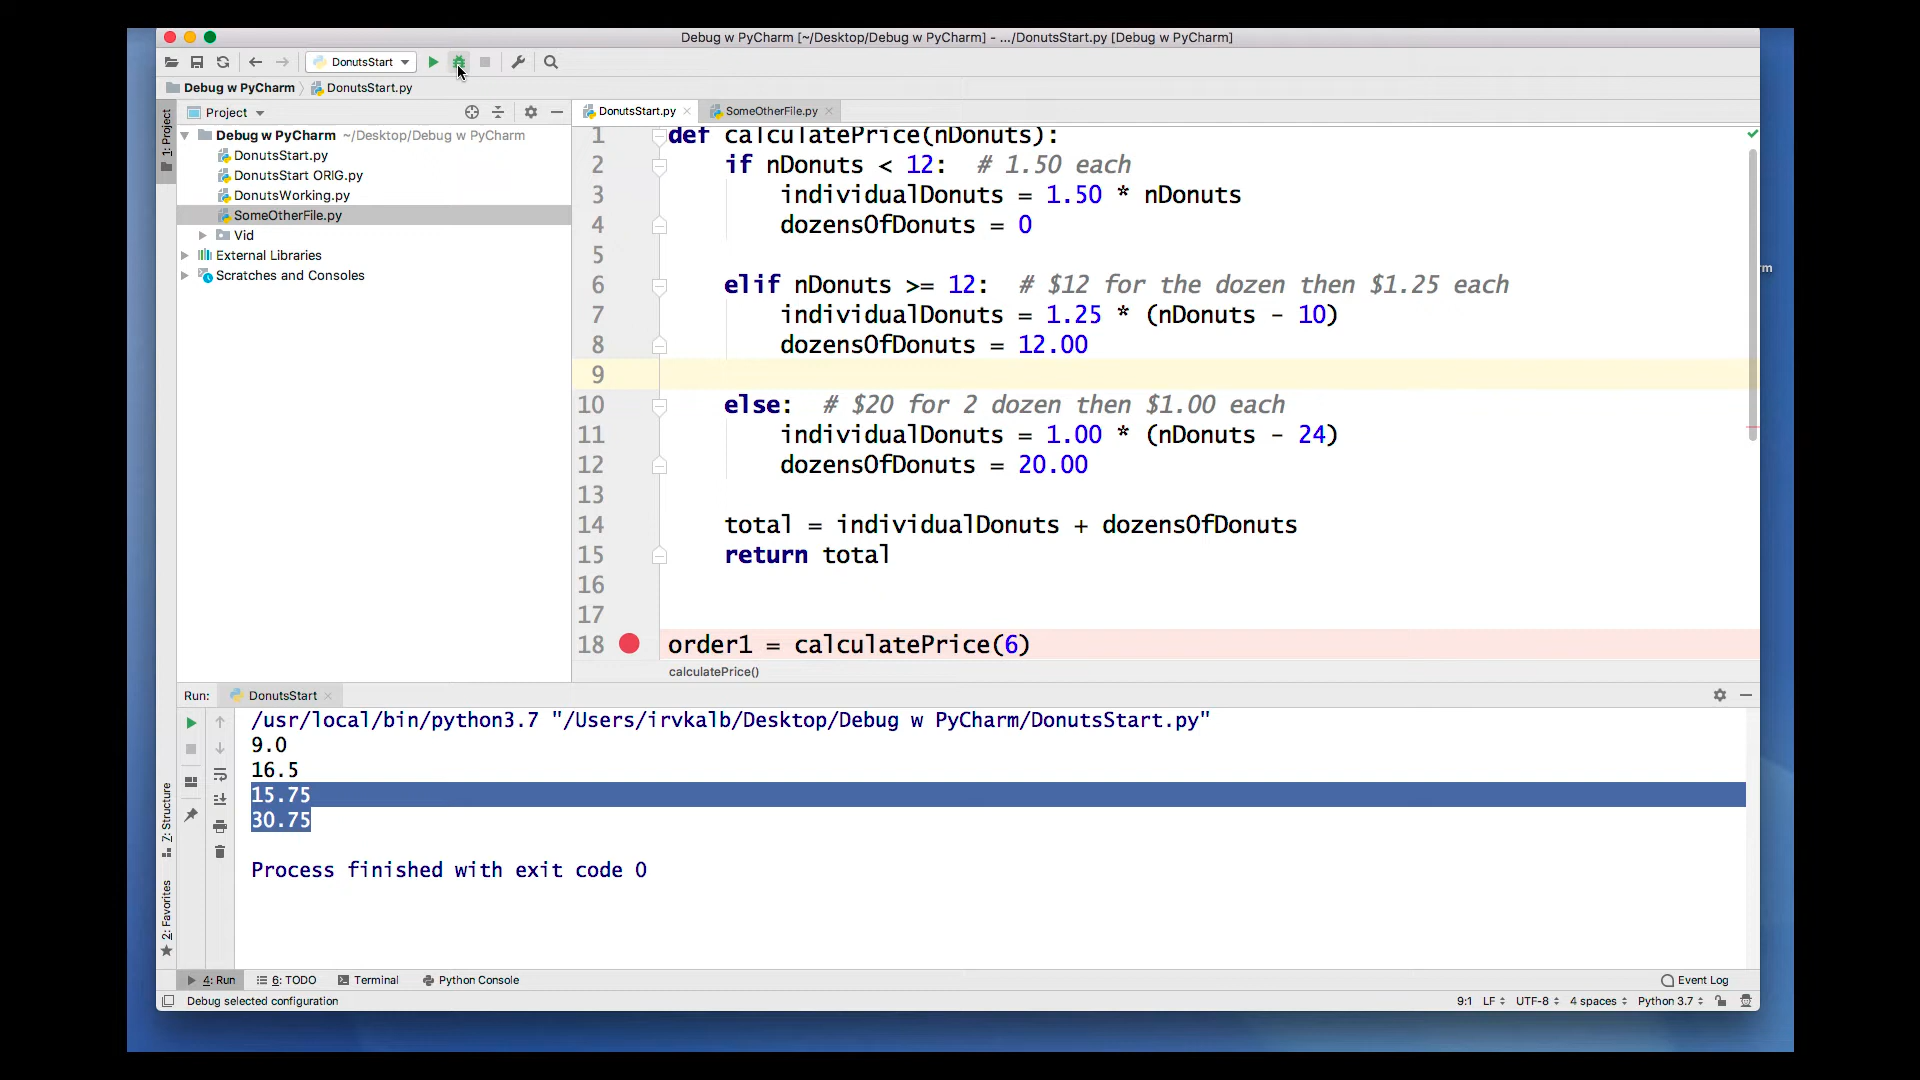 Debug w PyCharm [~/Desktop/Debug w PyCharm] - .../DonutsStart.py [Debug w PyCharm]
DonutsStart
Debug w PyCharm
DonutsStart.py
1: Project
Project
DonutsStart.py
SomeOtherFile.py
Debug w PyCharm ~/Desktop/Debug w PyCharm
DonutsStart.py
DonutsStart ORIG.py
DonutsWorking.py
SomeOtherFile.py
Vid
External Libraries
Scratches and Consoles
1 def calculatePrice(nDonuts):
2 if nDonuts < 12: # 1.50 each
3 individualDonuts = 1.50 * nDonuts
4 dozensOfDonuts = 0
5
6 elif nDonuts >= 12: # $12 for the dozen then $1.25 each
7 individualDonuts = 1.25 * (nDonuts - 10)
8 dozensOfDonuts = 12.00
9
10 else: # $20 for 2 dozen then $1.00 each
11 individualDonuts = 1.00 * (nDonuts - 24)
12 dozensOfDonuts = 20.00
13
14 total = individualDonuts + dozensOfDonuts
15 return total
16
17
18 order1 = calculatePrice(6)
calculatePrice()
rm
Run: DonutsStart
/usr/local/bin/python3.7 "/Users/irvkalb/Desktop/Debug w PyCharm/DonutsStart.py"
9.0
16.5
15.75
30.75
Process finished with exit code 0
7: Structure
2: Favorites
4: Run
6: TODO
Terminal
Python Console
Event Log
Debug selected configuration
9:1 LF UTF-8 4 spaces Python 3.7